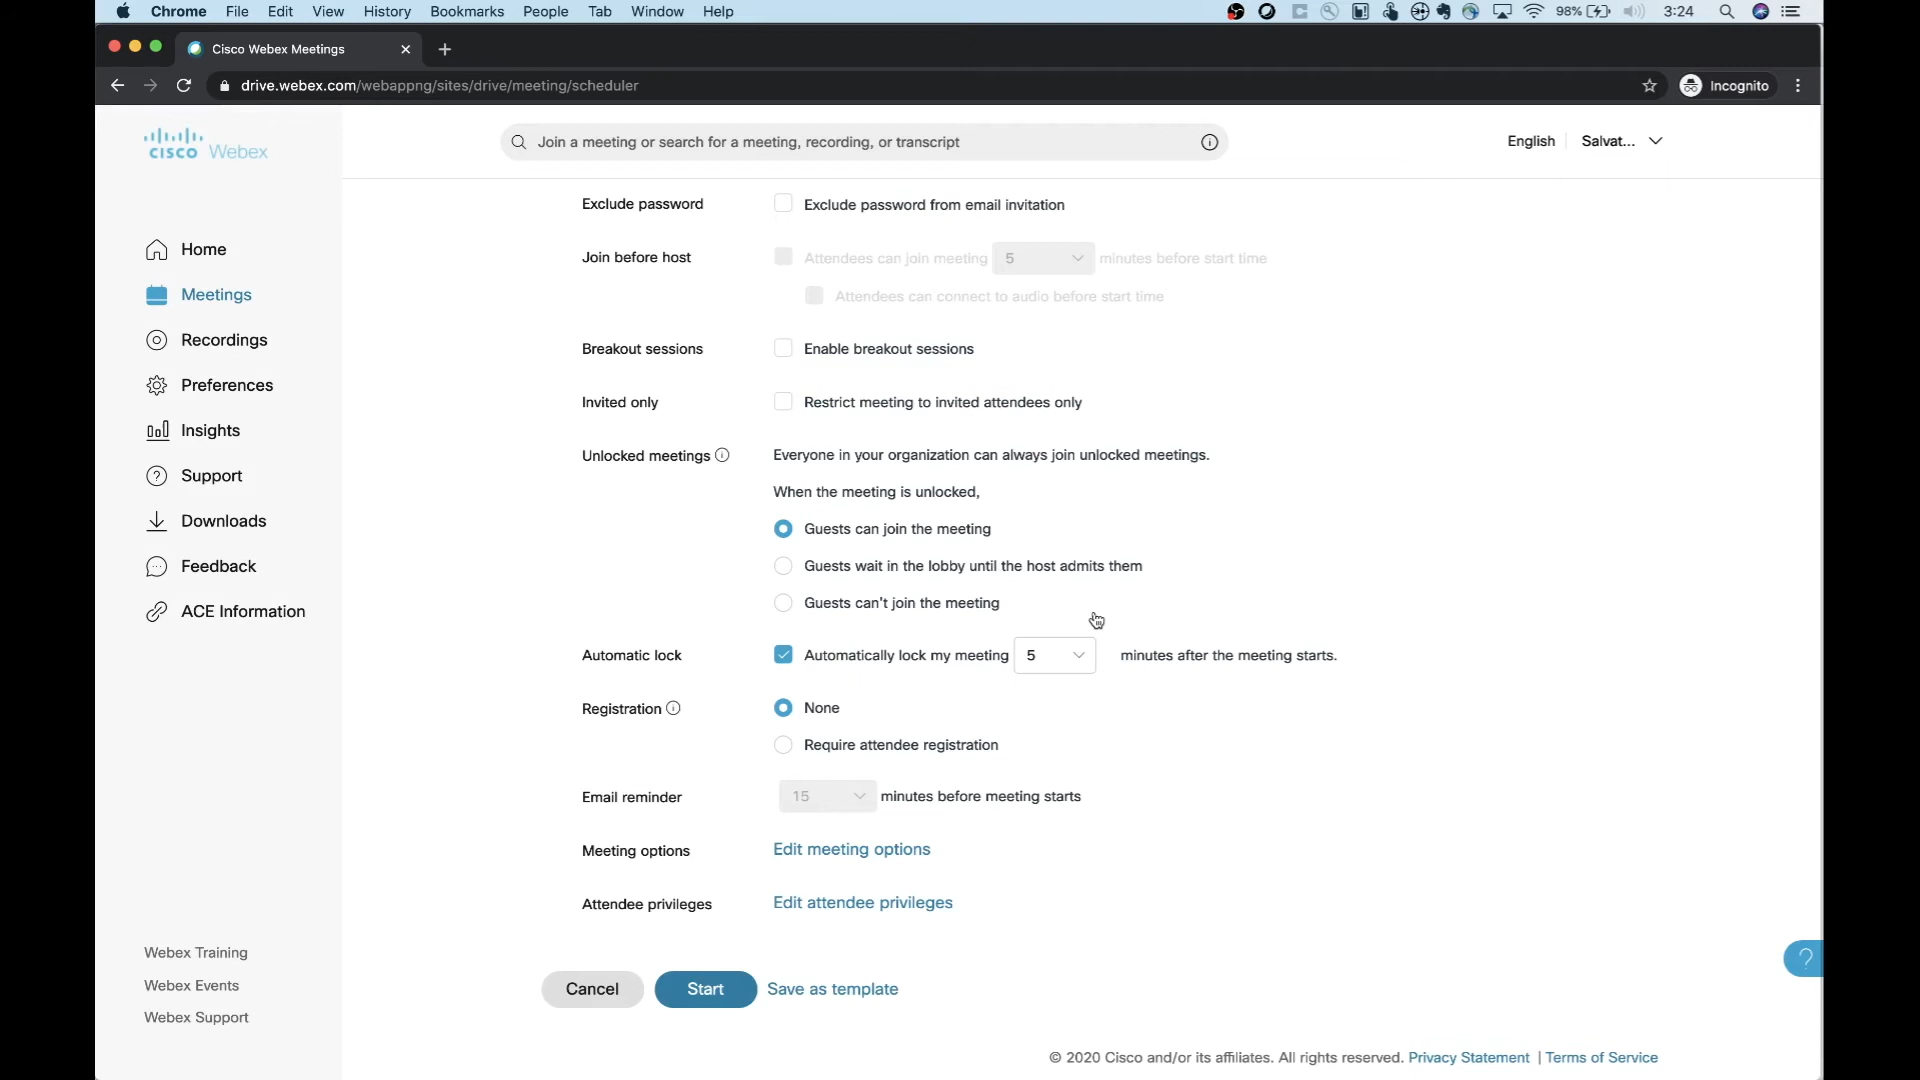 Chrome File Edit View History Bookmarks People Tab Window Help 98% 3:24
Cisco Webex Meetings
drive.webex.com/webappng/sites/drive/meeting/scheduler Incognito
CISCO Webex
Join a meeting or search for a meeting, recording, or transcript
English Salvat...
Home
Meetings
Recordings
Preferences
Insights
Support
Downloads
Feedback
ACE Information
Webex Training
Webex Events
Webex Support
Exclude password Exclude password from email invitation
Join before host Attendees can join meeting 5 minutes before start time
Attendees can connect to audio before start time
Breakout sessions Enable breakout sessions
Invited only Restrict meeting to invited attendees only
Unlocked meetings Everyone in your organization can always join unlocked meetings.
When the meeting is unlocked,
Guests can join the meeting
Guests wait in the lobby until the host admits them
Guests can't join the meeting
Automatic lock Automatically lock my meeting 5 minutes after the meeting starts.
Registration None
Require attendee registration
Email reminder 15 minutes before meeting starts
Meeting options Edit meeting options
Attendee privileges Edit attendee privileges
Cancel Start Save as template
?
© 2020 Cisco and/or its affiliates. All rights reserved. Privacy Statement | Terms of Service